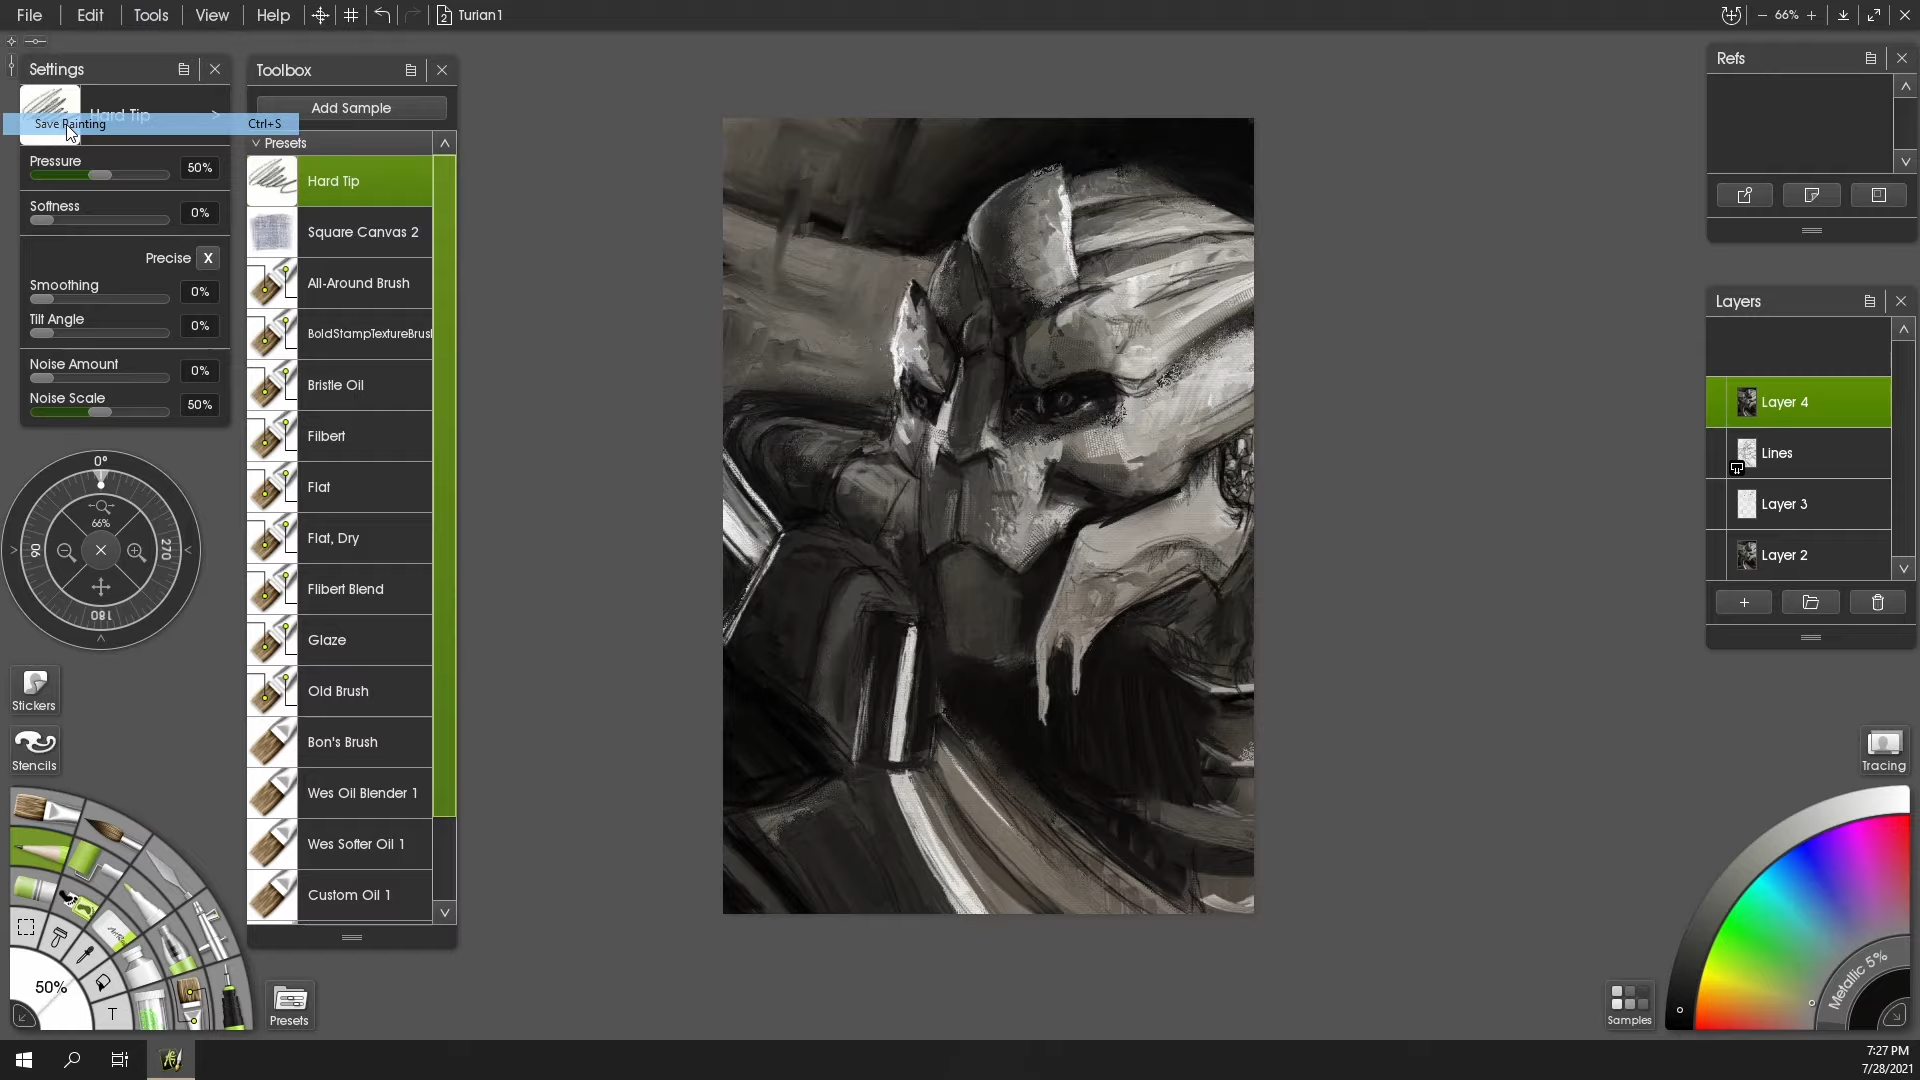 File Edit Tools View Help 2 Turian1 66%
Settings
Hard Tip
Save Painting Ctrl+S
Pressure 50%
Softness 0%
Precise X
Smoothing 0%
Tilt Angle 0%
Noise Amount 0%
Noise Scale 50%
0°
66%
90
270
180
Stickers
Stencils
50%
T
Presets
Toolbox
Add Sample
Presets
Hard Tip
Square Canvas 2
All-Around Brush
BoldStampTextureBrush
Bristle Oil
Filbert
Flat
Flat, Dry
Flibert Blend
Glaze
Old Brush
Bon's Brush
Wes Oil Blender 1
Wes Softer Oil 1
Custom Oil 1
Refs
Layers
Layer 4
Lines
Layer 3
Layer 2
Tracing
Samples
Metallic 5%
7:27 PM
7/28/2021